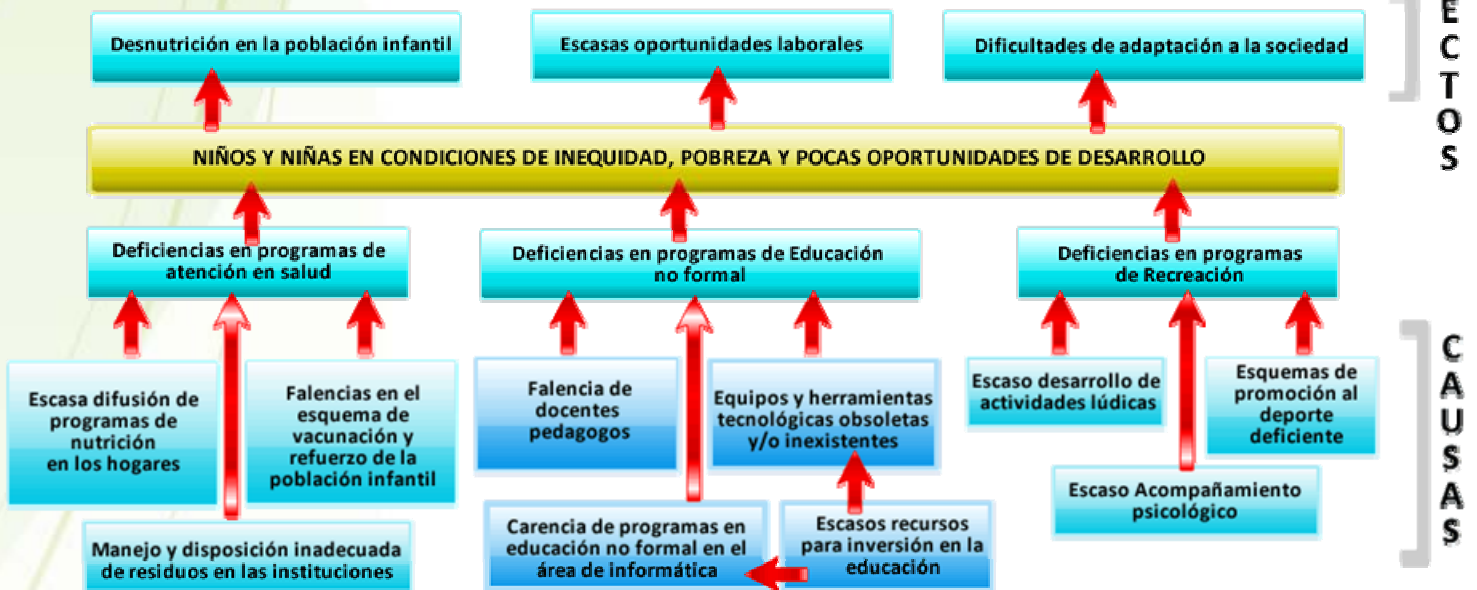 Desnutrición en la población infantil
Escasas oportunidades laborales
Dificultades de adaptación a la sociedad
E
C
T
O
S
NIÑOS Y NIÑAS EN CONDICIONES DE INEQUIDAD, POBREZA Y POCAS OPORTUNIDADES DE DESARROLLO
Deficiencias en programas de
atención en salud
Deficiencias en programas de Educación
no formal
Deficiencias en programas
de Recreación
Escasa difusión de
programas de
nutrición
en los hogares
Falencias en el
esquema de
vacunación y
refuerzo de la
población infantil
Manejo y disposición inadecuada
de residuos en las instituciones
Falencia de
docentes
pedagogos
Equipos y herramientas
tecnológicas obsoletas
y/o inexistentes
Carencia de programas en
educación no formal en el
área de informática
Escasos recursos
para inversión en la
educación
Escaso desarrollo de
actividades lúdicas
Esquemas de
promoción al
deporte
deficiente
Escaso Acompañamiento
psicológico
C
A
U
S
A
S